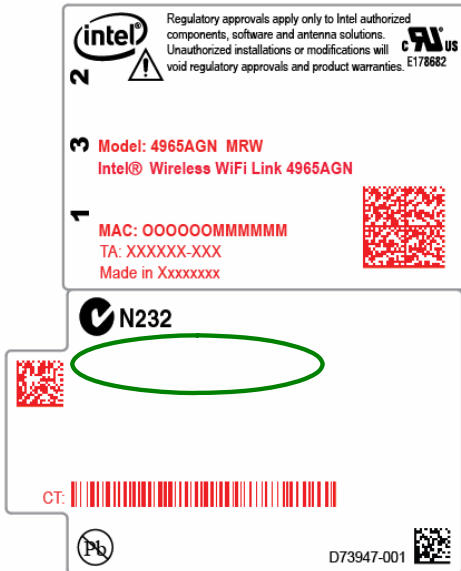 intel®
Regulatory approvals apply only to Intel authorized
components, software and antenna solutions.
Unauthorized installations or modifications will
void regulatory approvals and product warranties.
C RU US
E178682
2
3
Model: 4965AGN MRW
Intel® Wireless WiFi Link 4965AGN
1
MAC: OOOOOOMMMMMM
TA: XXXXXX-XXX
Made in Xxxxxxxx
N232
CT:
Pb
D73947-001